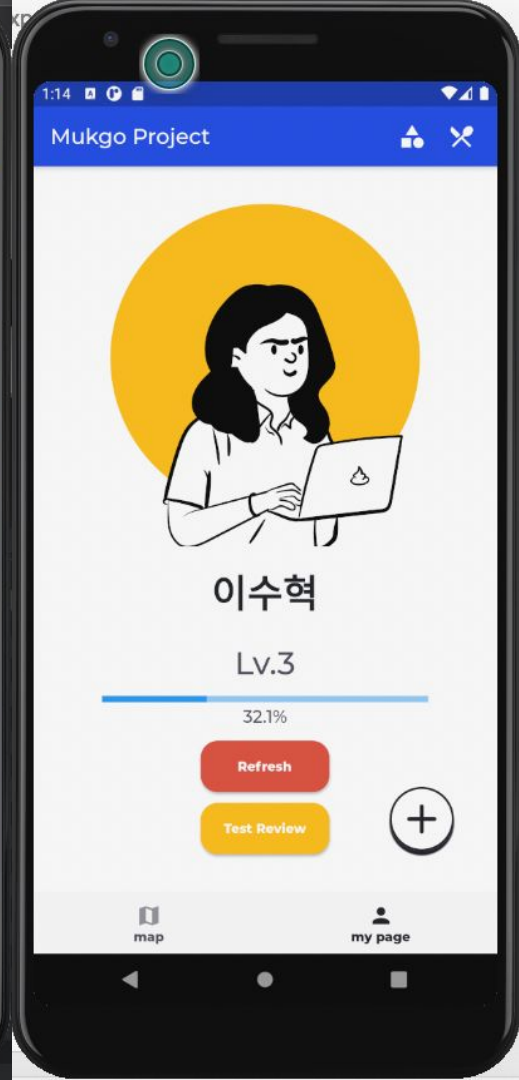 1:14
Mukgo Project
이수혁
Lv.3
32.1%
Refresh
Test Review
map
my page